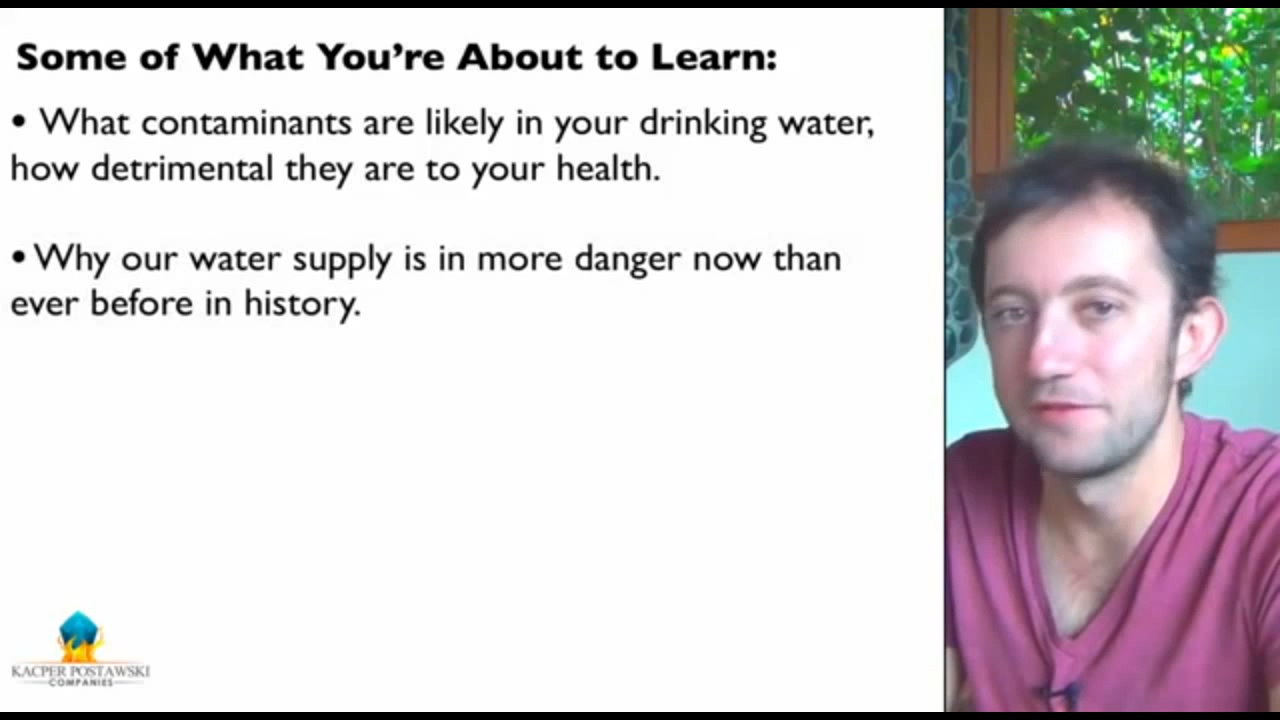 Some of What You’re About to Learn:
• What contaminants are likely in your drinking water,
how detrimental they are to your health.
• Why our water supply is in more danger now than
ever before in history.
KACPER POSTAWSKI
COMPANIES